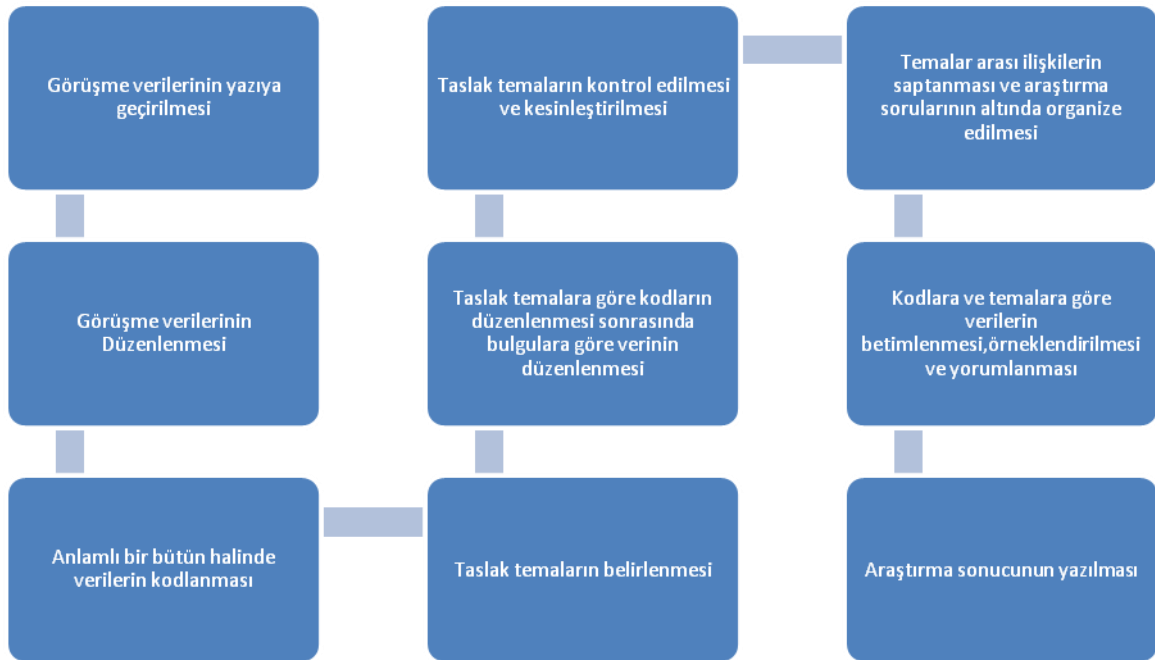 Görüşme verilerinin yazıya
geçirilmesi
Görüşme verilerinin
Düzenlenmesi
Anlamlı bir bütün halinde
verilerin kodlanması
Taslak temaların belirlenmesi
Taslak temalara göre kodların
düzenlenmesi sonrasında
bulgulara göre verinin
düzenlenmesi
Taslak temaların kontrol edilmesi
ve kesinleştirilmesi
Temalar arası ilişkilerin
saptanması ve araştırma
sorularının altında organize
edilmesi
Kodlara ve temalara göre
verilerin
betimlenmesi,örneklendirilmesi
ve yorumlanması
Araştırma sonucunun yazılması